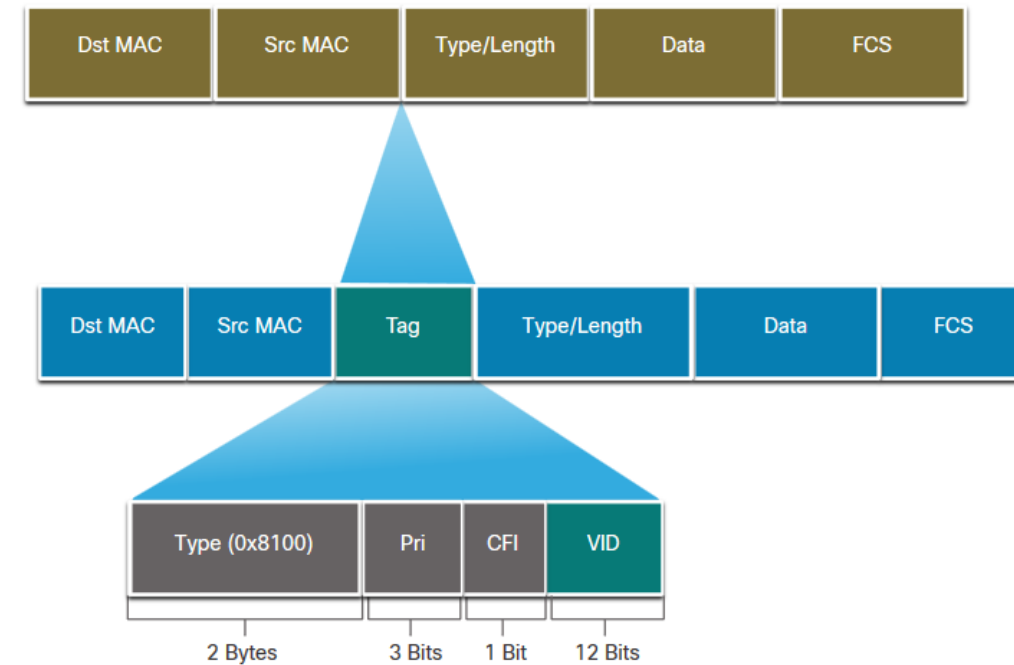 Dst MAC Src MAC Type/Length Data FCS
Dst MAC Src MAC Tag Type/Length Data FCS
Type (0x8100) Pri CFI VID
2 Bytes 3 Bits 1 Bit 12 Bits